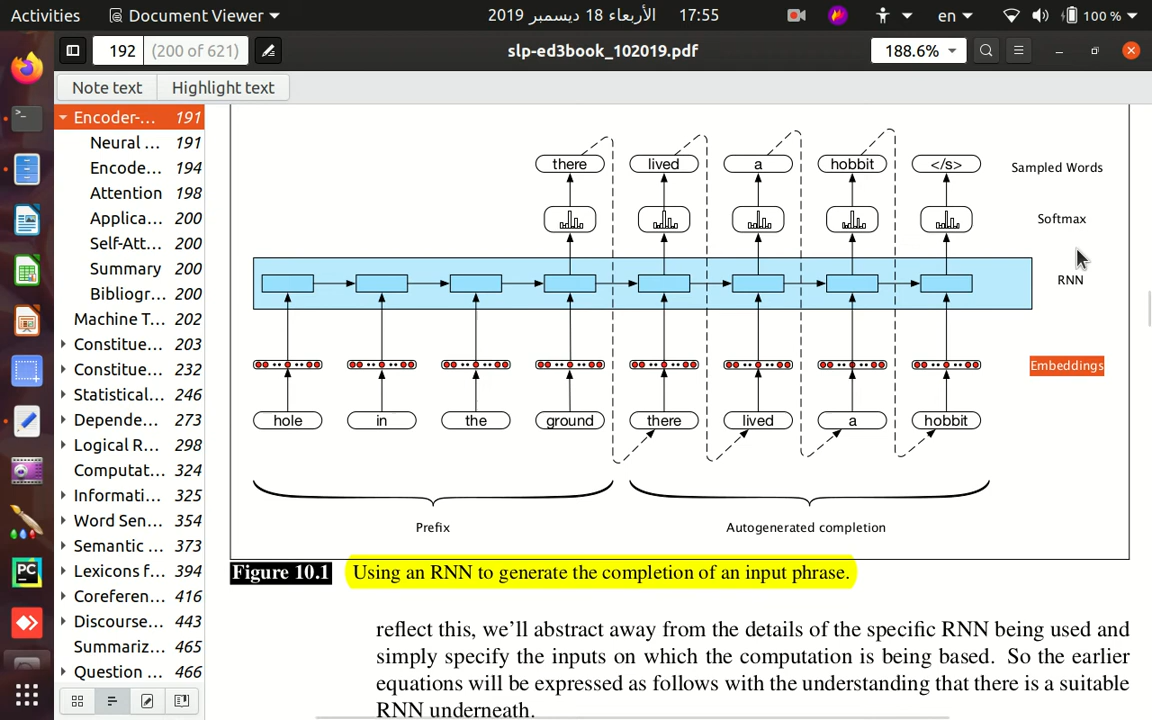 Activities
Document Viewer
17:55 الأربعاء 18 ديسمبر 2019
en
100 %
192
(200 of 621)
slp-ed3book_102019.pdf
188.6%
Note text
Highlight text
Encoder-... 191
Neural ... 191
Encode... 194
Attention 198
Applica... 200
Self-Att... 200
Summary 200
Bibliogr... 200
Machine T... 202
Constitue... 203
Constitue... 232
Statistical... 246
Depende... 273
Logical R... 298
Computat... 324
Informati... 325
Word Sen... 354
Semantic ... 373
Lexicons f... 394
Coreferen... 416
Discourse... 443
Summariz... 465
Question ... 466
there lived a hobbit </s> Sampled Words
Softmax
RNN
Embeddings
hole in the ground there lived a hobbit
Prefix
Autogenerated completion
Figure 10.1 Using an RNN to generate the completion of an input phrase.
reflect this, we'll abstract away from the details of the specific RNN being used and
simply specify the inputs on which the computation is being based. So the earlier
equations will be expressed as follows with the understanding that there is a suitable
RNN underneath.
PC